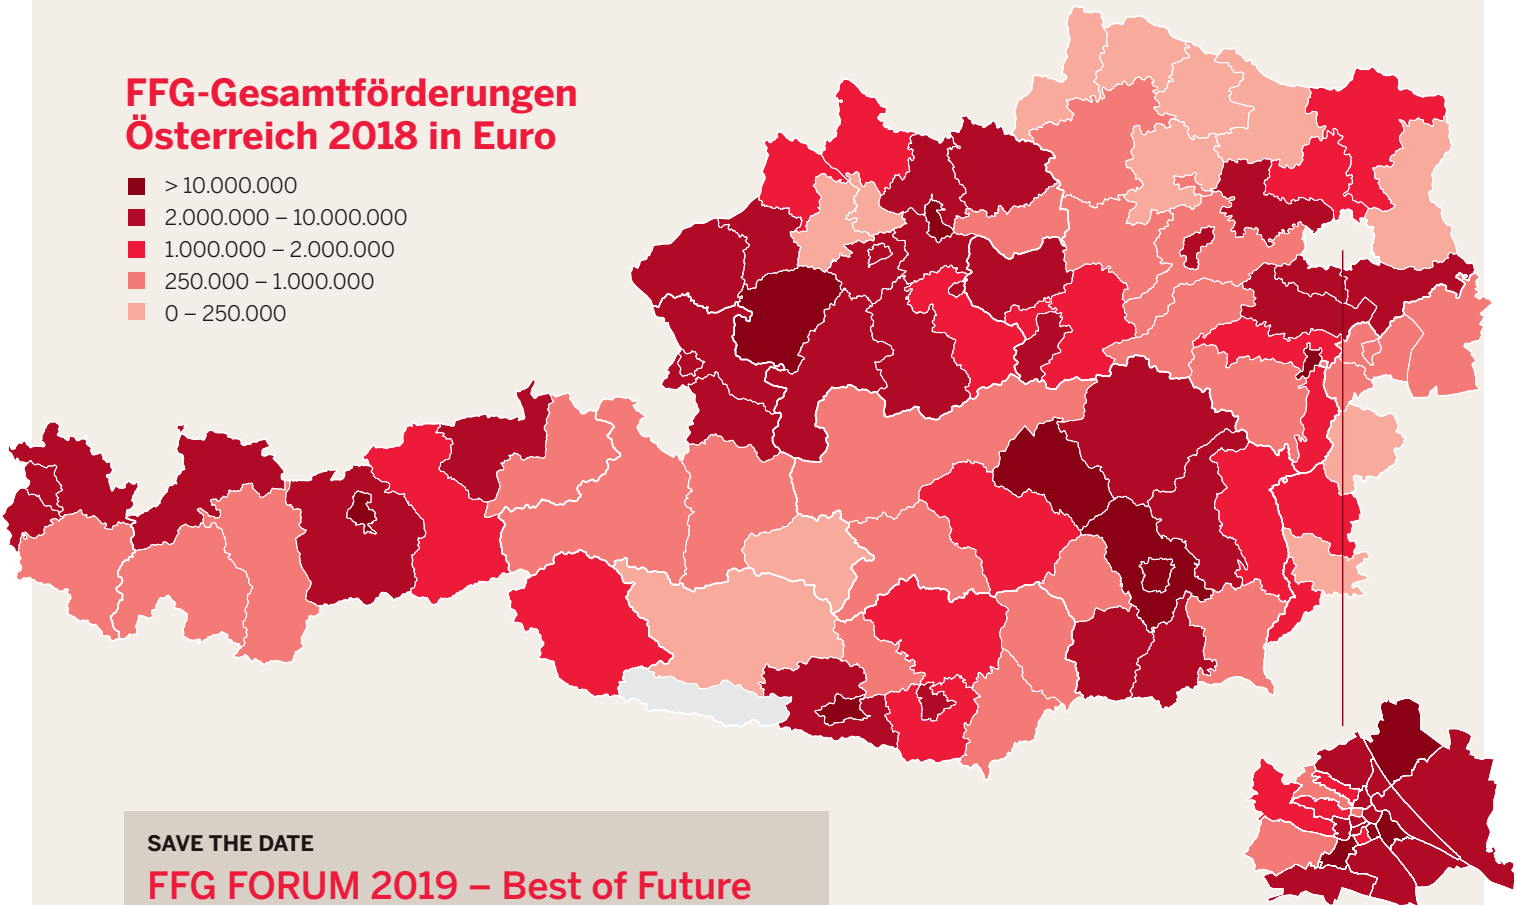 FFG-Gesamtförderungen
Österreich 2018 in Euro
> 10.000.000
2.000.000 – 10.000.000
1.000.000 – 2.000.000
250.000 – 1.000.000
0 – 250.000
SAVE THE DATE
FFG FORUM 2019 – Best of Future